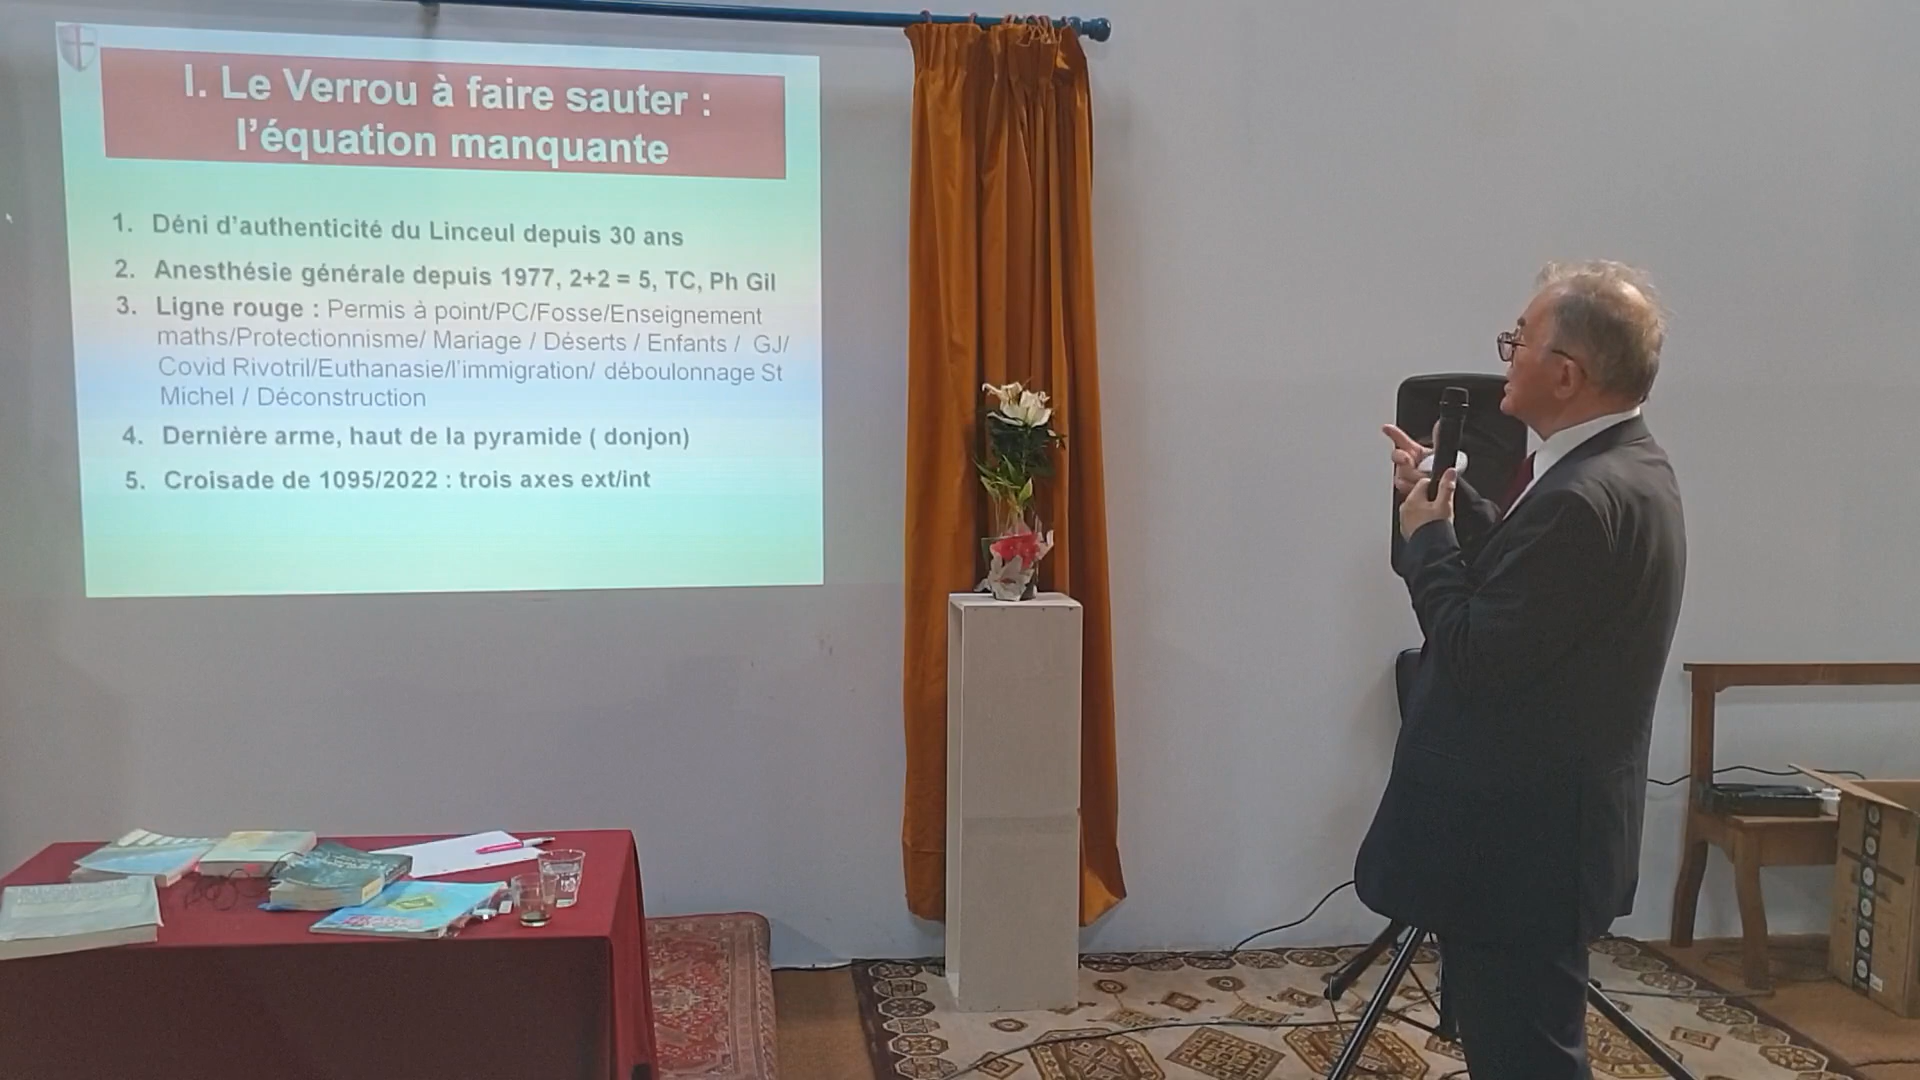 I. Le Verrou à faire sauter :
l’équation manquante
1. Déni d’authenticité du Linceul depuis 30 ans
2. Anesthésie générale depuis 1977, 2+2 = 5, TC, Ph Gil
3. Ligne rouge : Permis à point/PC/Fosse/Enseignement
maths/Protectionnisme/ Mariage / Déserts / Enfants / GJ/
Covid Rivotril/Euthanasie/l’immigration/ déboulonnage St
Michel / Déconstruction
4. Dernière arme, haut de la pyramide ( donjon)
5. Croisade de 1095/2022 : trois axes ext/int